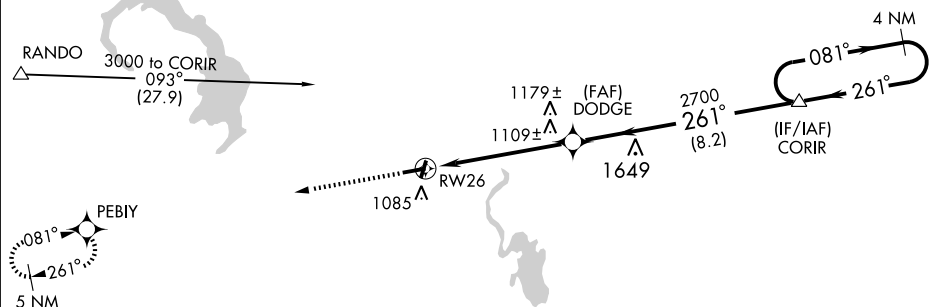 4 NM
RANDO
3000 to CORIR
093°
(27.9)
081°
261°
(IF/IAF)
CORIR
2700
261°
(8.2)
(FAF)
DODGE
1179±
1109±
1649
RW26
1085
PEBIY
081°
261°
5 NM